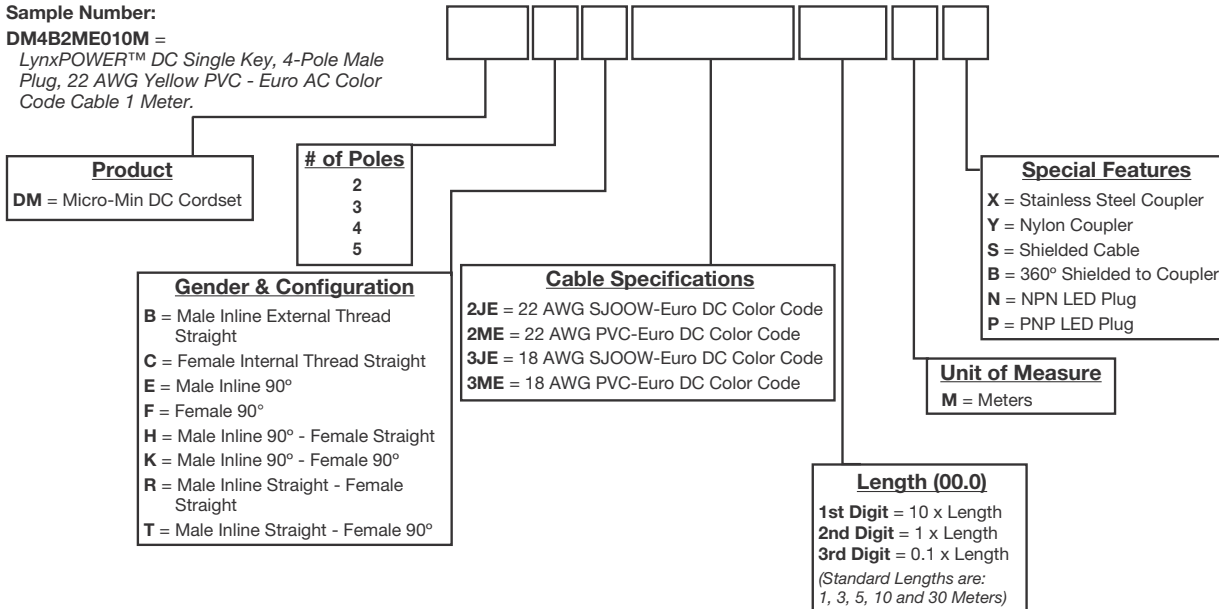 Sample Number:
DM4B2ME010M =
LynxPOWER™ DC Single Key, 4-Pole Male
Plug, 22 AWG Yellow PVC - Euro AC Color
Code Cable 1 Meter.
Product
DM = Micro-Min DC Cordset
# of Poles
2
3
4
5
Gender & Configuration
B = Male Inline External Thread
Straight
C = Female Internal Thread Straight
E = Male Inline 90º
F = Female 90°
H = Male Inline 90º - Female Straight
K = Male Inline 90º - Female 90º
R = Male Inline Straight - Female
Straight
T = Male Inline Straight - Female 90º
Cable Specifications
2JE = 22 AWG SJOOW-Euro DC Color Code
2ME = 22 AWG PVC-Euro DC Color Code
3JE = 18 AWG SJOOW-Euro DC Color Code
3ME = 18 AWG PVC-Euro DC Color Code
Length (00.0)
1st Digit = 10 x Length
2nd Digit = 1 x Length
3rd Digit = 0.1 x Length
(Standard Lengths are:
1, 3, 5, 10 and 30 Meters)
Unit of Measure
M = Meters
Special Features
X = Stainless Steel Coupler
Y = Nylon Coupler
S = Shielded Cable
B = 360º Shielded to Coupler
N = NPN LED Plug
P = PNP LED Plug